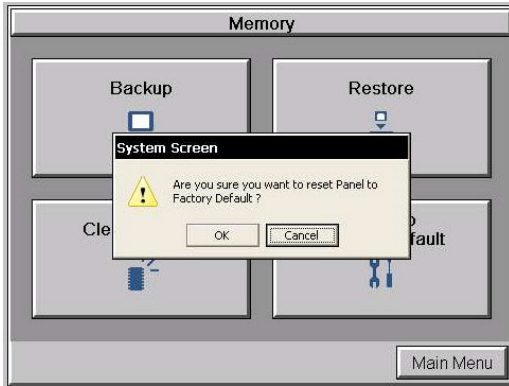 Memory
Backup
Restore
System Screen
Are you sure you want to reset Panel to
Factory Default ?
OK
Cancel
Main Menu